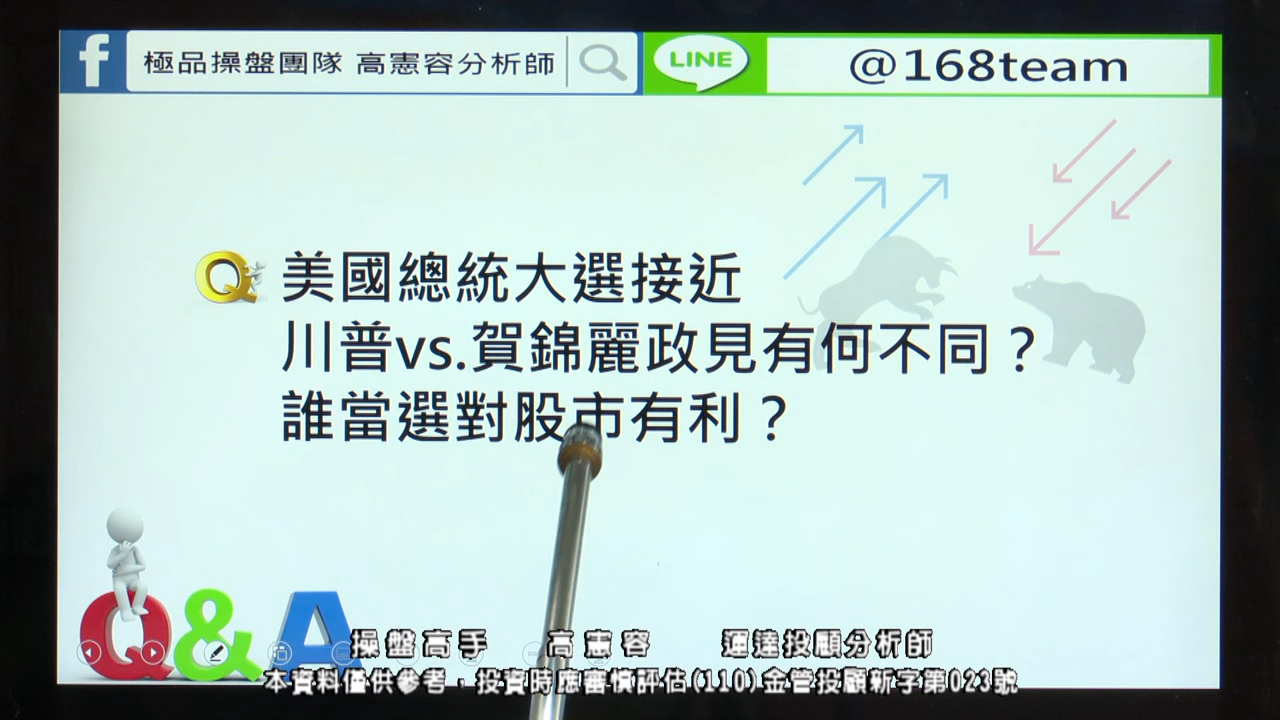 f 極品操盤團隊 高憲容分析師
LINE @168team
Q 美國總統大選接近
川普vs.賀錦麗政見有何不同？
誰當選對股市有利？
Q&A
操盤高手 高憲容 運達投顧分析師
本資料僅供參考，投資時應審慎評估(110)金管投顧新字第023號